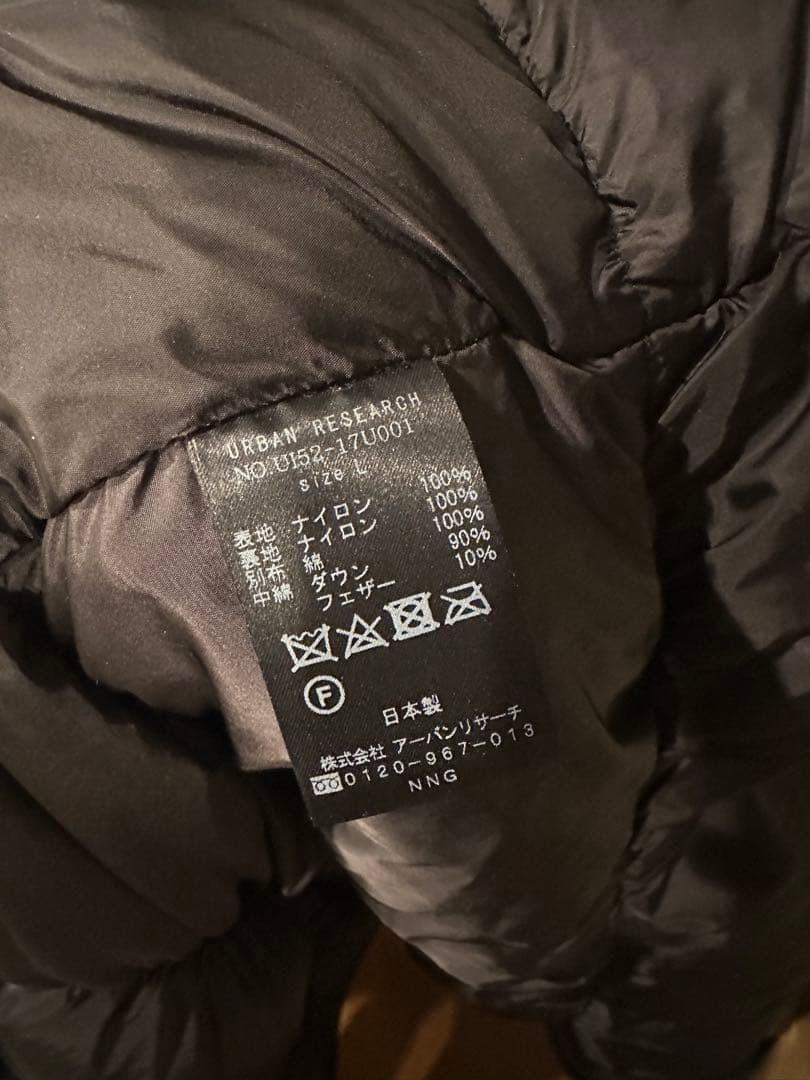 URBAN RESEARCH
NO.UI52-17U001
size L
表地 ナイロン 100%
裏地 ナイロン 100%
別布 綿 100%
中綿 ダウン 90%
フェザー 10%
F
日本製
株式会社 アーバンリサーチ
0120-967-013
NNG